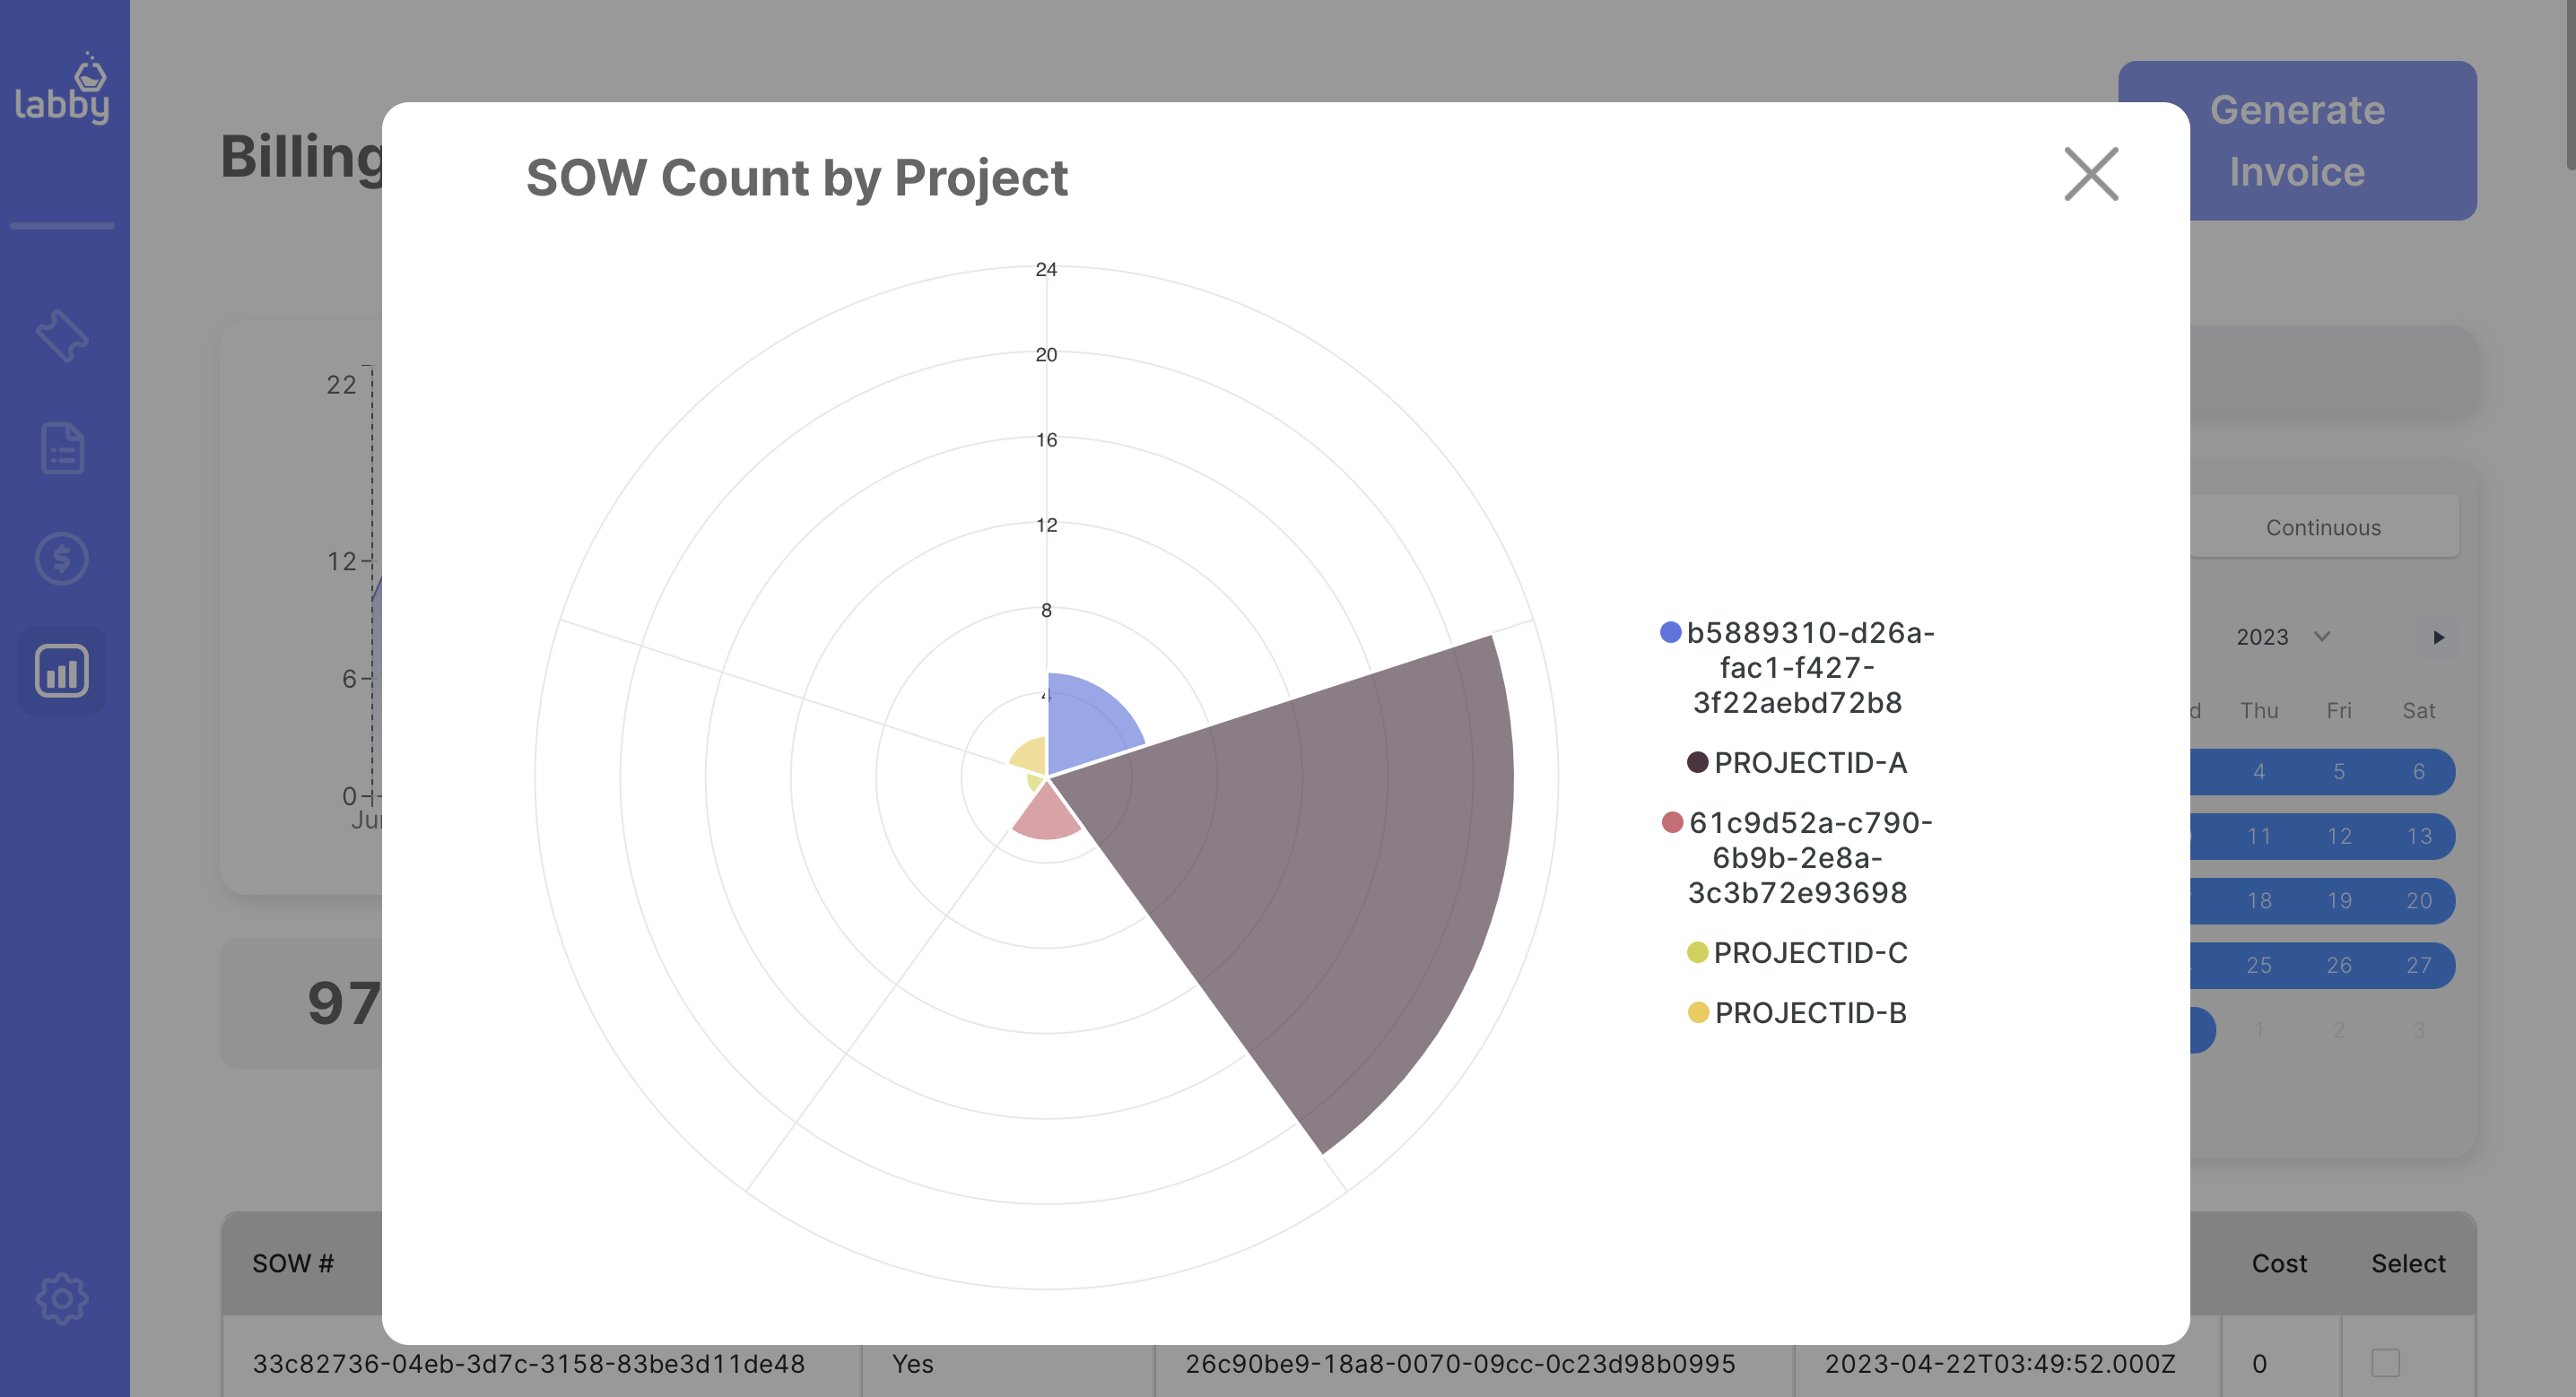 labby
Billing
Generate
Invoice
SOW Count by Project
24
20
16
12
8
4
22
12
6
0
b5889310-d26a-
fac1-f427-
3f22aebd72b8
PROJECTID-A
61c9d52a-c790-
6b9b-2e8a-
3c3b72e93698
PROJECTID-C
PROJECTID-B
Continuous
2023
Thu Fri Sat
4 5 6
11 12 13
18 19 20
25 26 27
1 2 3
97
SOW # Cost Select
33c82736-04eb-3d7c-3158-83be3d11de48 Yes 26c90be9-18a8-0070-09cc-0c23d98b0995 2023-04-22T03:49:52.000Z 0